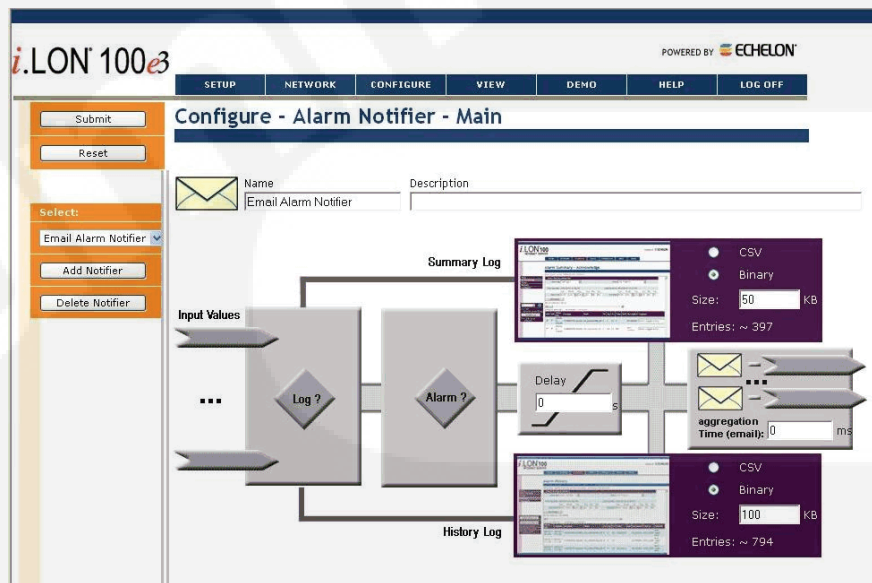 i.LON 100e3
POWERED BY ECHELON
SETUP NETWORK CONFIGURE VIEW DEMO HELP LOG OFF
Submit
Reset
Configure - Alarm Notifier - Main
Name
Description
Email Alarm Notifier
Select:
Email Alarm Notifier
Add Notifier
Delete Notifier
Summary Log
CSV
Binary
Size: 50 KB
Entries: ~ 397
Input Values
...
Log ?
Alarm ?
Delay
0 s
...
aggregation
Time (email): 0 ms
History Log
CSV
Binary
Size: 100 KB
Entries: ~ 794